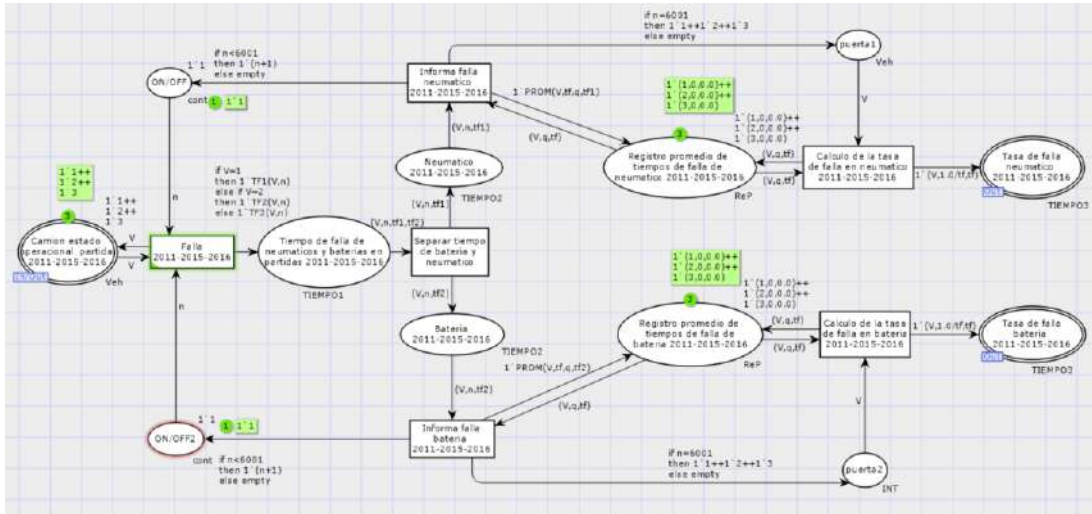 if n=6001
then 1`1++1`2++1`3
else empty
puerta1
Veh
V
if n<6001
then 1`(n+1)
else empty
1`1
ON/OFF
cont
1
1`1
n
Informa falla
neumatico
2011-2015-2016
1`PROM(V,tf,q,tf1)
(V,q,tf)
(V,n,tf1)
Neumatico
2011-2015-2016
TIEMPO2
(V,n,tf1)
1`(1,0,0.0)++
1`(2,0,0.0)++
1`(3,0,0.0)
3
1`(1,0,0.0)++
1`(2,0,0.0)++
1`(3,0,0.0)
Registro promedio de
tiempos de falla de
neumatico 2011-2015-2016
ReP
(V,q,tf)
(V,q,tf)
Calculo de la tasa
de falla en neumatico
2011-2015-2016
1`(V,1.0/tf,tf)
Tasa de falla
neumatico
2011-2015-2016
TIEMPO3
1`1++
1`2++
1`3
3
1`1++
1`2++
1`3
Camion estado
operacional partida
2011-2015-2016
Veh
V
V
Falla
2011-2015-2016
if V=1
then 1`TF1(V,n)
else if V=2
then 1`TF2(V,n)
else 1`TF3(V,n)
Tiempo de falla de
neumaticos y baterias en
partidas 2011-2015-2016
TIEMPO1
(V,n,tf1,tf2)
Separar tiempo
de bateria y
neumatico
(V,n,tf2)
Bateria
2011-2015-2016
TIEMPO2
(V,n,tf2)
n
1`(1,0,0.0)++
1`(2,0,0.0)++
1`(3,0,0.0)
3
1`(1,0,0.0)++
1`(2,0,0.0)++
1`(3,0,0.0)
Registro promedio de
tiempos de falla de
bateria 2011-2015-2016
ReP
(V,q,tf)
(V,q,tf)
Calculo de la tasa
de falla en bateria
2011-2015-2016
1`(V,1.0/tf,tf)
Tasa de falla
bateria
2011-2015-2016
TIEMPO3
1`PROM(V,tf,q,tf2)
(V,q,tf)
1`1
1
1`1
ON/OFF2
cont
if n<6001
then 1`(n+1)
else empty
Informa falla
bateria
2011-2015-2016
if n=6001
then 1`1++1`2++1`3
else empty
V
puerta2
INT